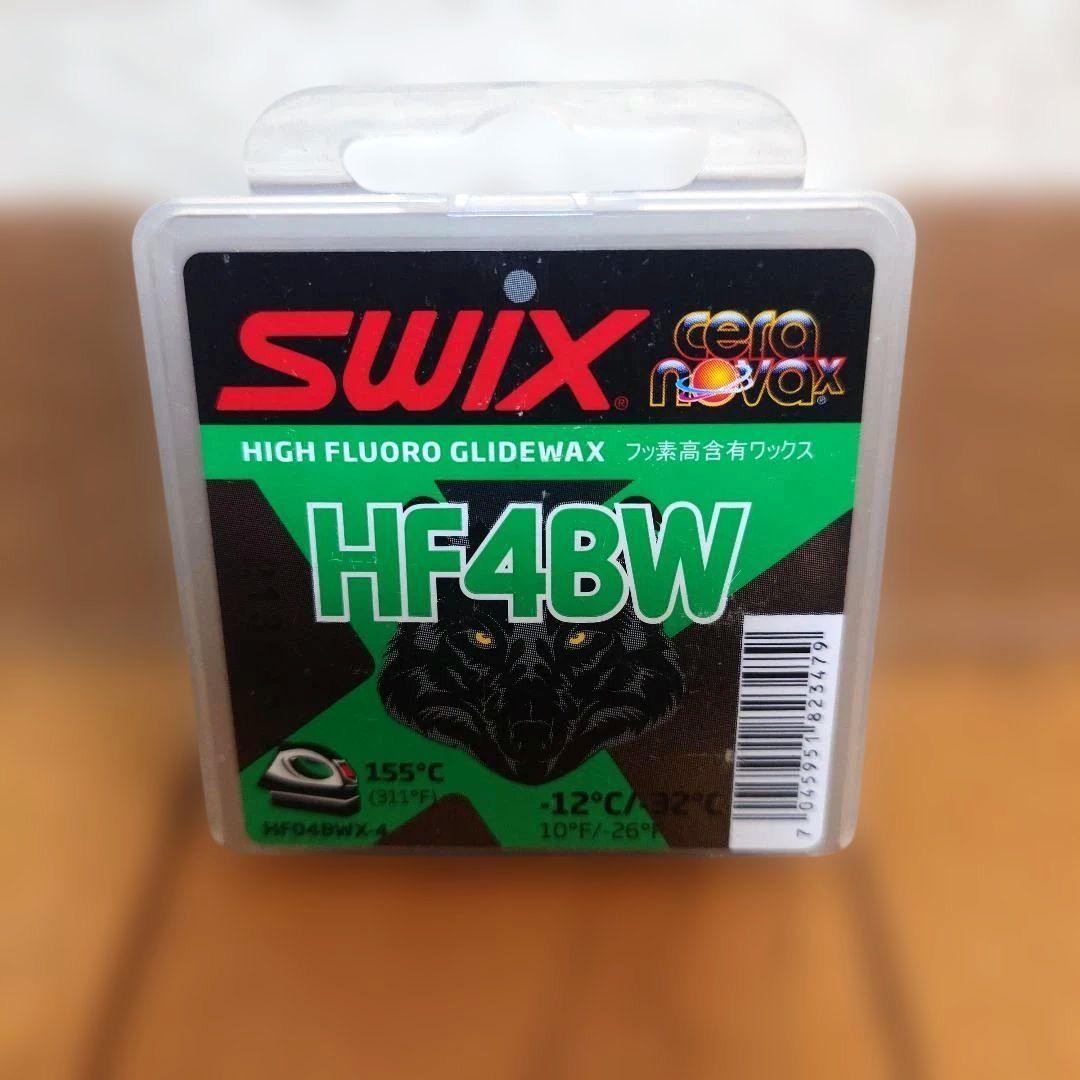 SWIX®
cera novax®
HIGH FLUORO GLIDEWAX フッ素高含有ワックス
HF4BW
155°C
(311°F)
HF04BWX-4
-12°C/-32°C
10°F/-26°F
7 045951 823479